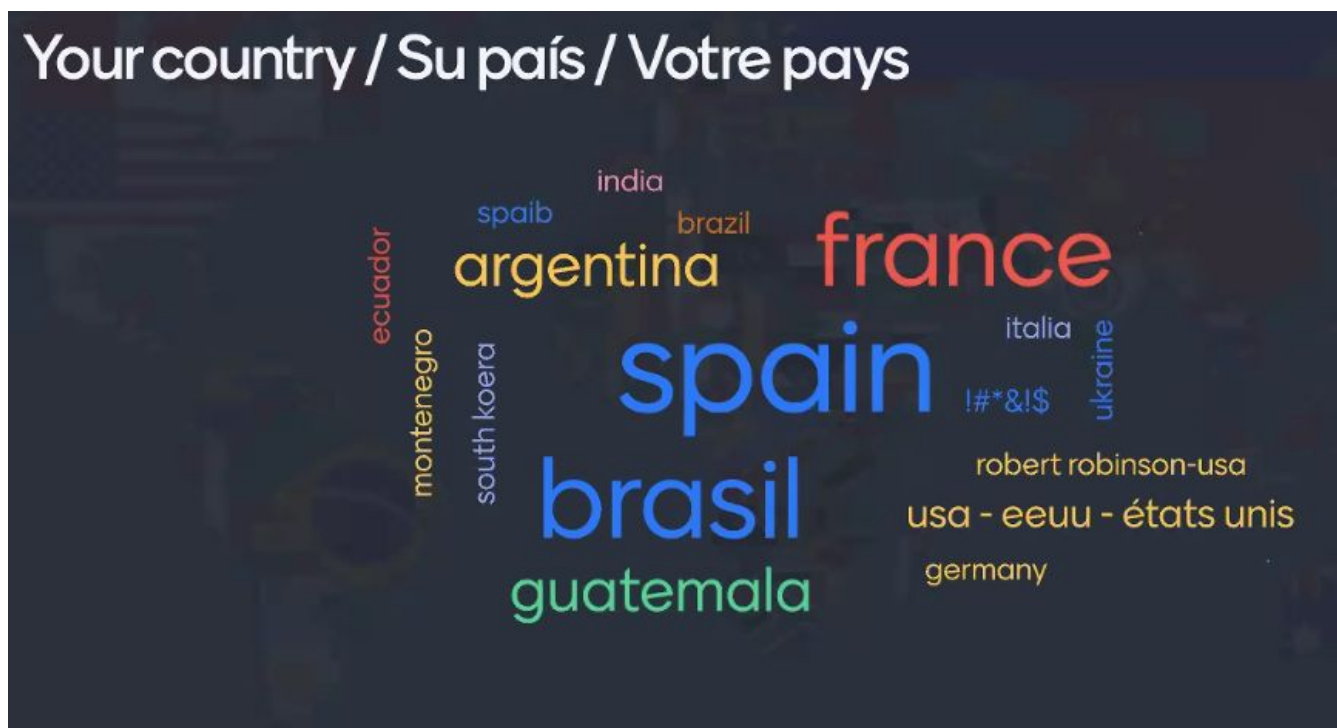 Your country / Su país / Votre pays
india
spaib
brazil
france
ecuador
argentina
italia
ukraine
spain
montenegro
south koera
!#*&!$
robert robinson-usa
brasil
usa - eeuu - états unis
germany
guatemala